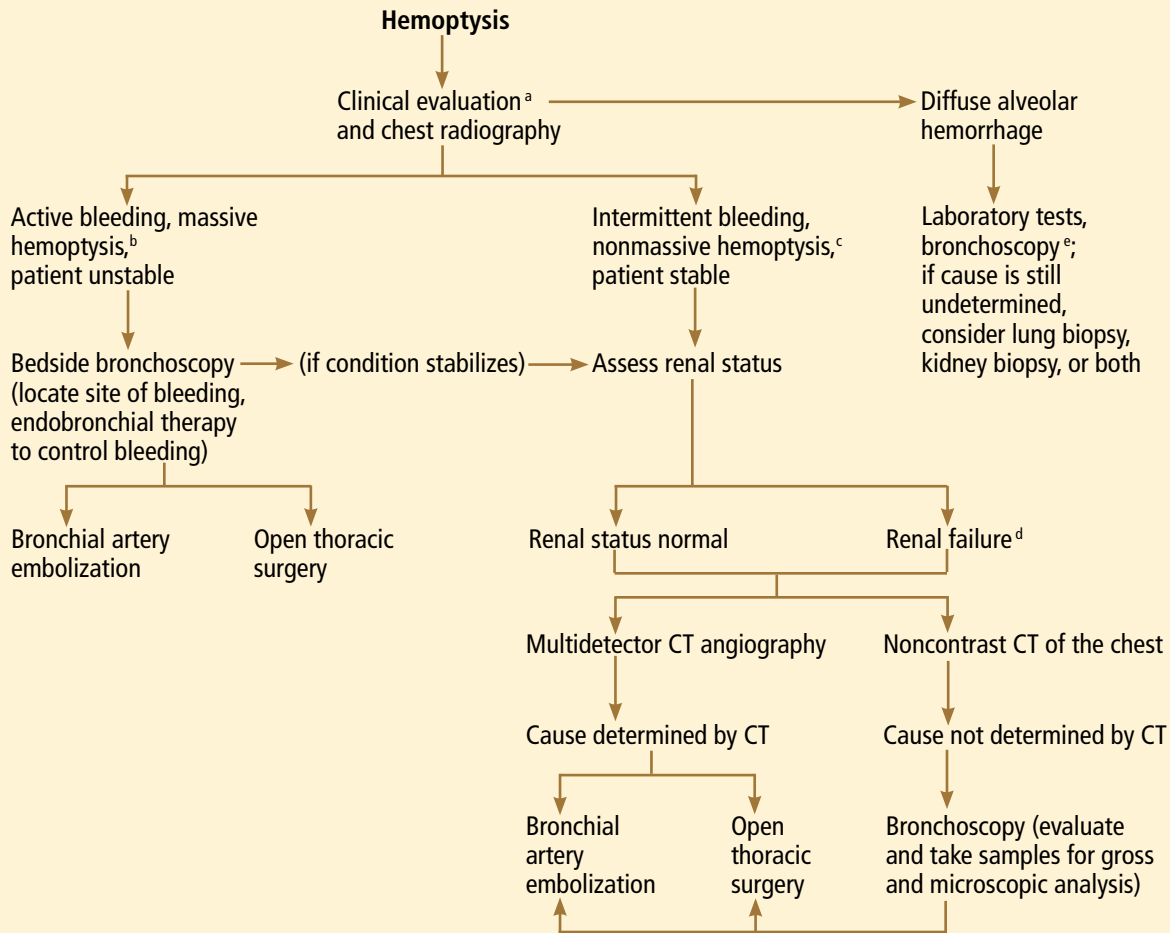 Hemoptysis
Clinical evaluation a
and chest radiography
Diffuse alveolar
hemorrhage
Active bleeding, massive
hemoptysis,b
patient unstable
Intermittent bleeding,
nonmassive hemoptysis,c
patient stable
Laboratory tests,
bronchoscopy e;
if cause is still
undetermined,
consider lung biopsy,
kidney biopsy, or both
Bedside bronchoscopy
(locate site of bleeding,
endobronchial therapy
to control bleeding)
(if condition stabilizes)
Assess renal status
Bronchial artery
embolization
Open thoracic
surgery
Renal status normal
Renal failure d
Multidetector CT angiography
Noncontrast CT of the chest
Cause determined by CT
Cause not determined by CT
Bronchial
artery
embolization
Open
thoracic
surgery
Bronchoscopy (evaluate
and take samples for gross
and microscopic analysis)